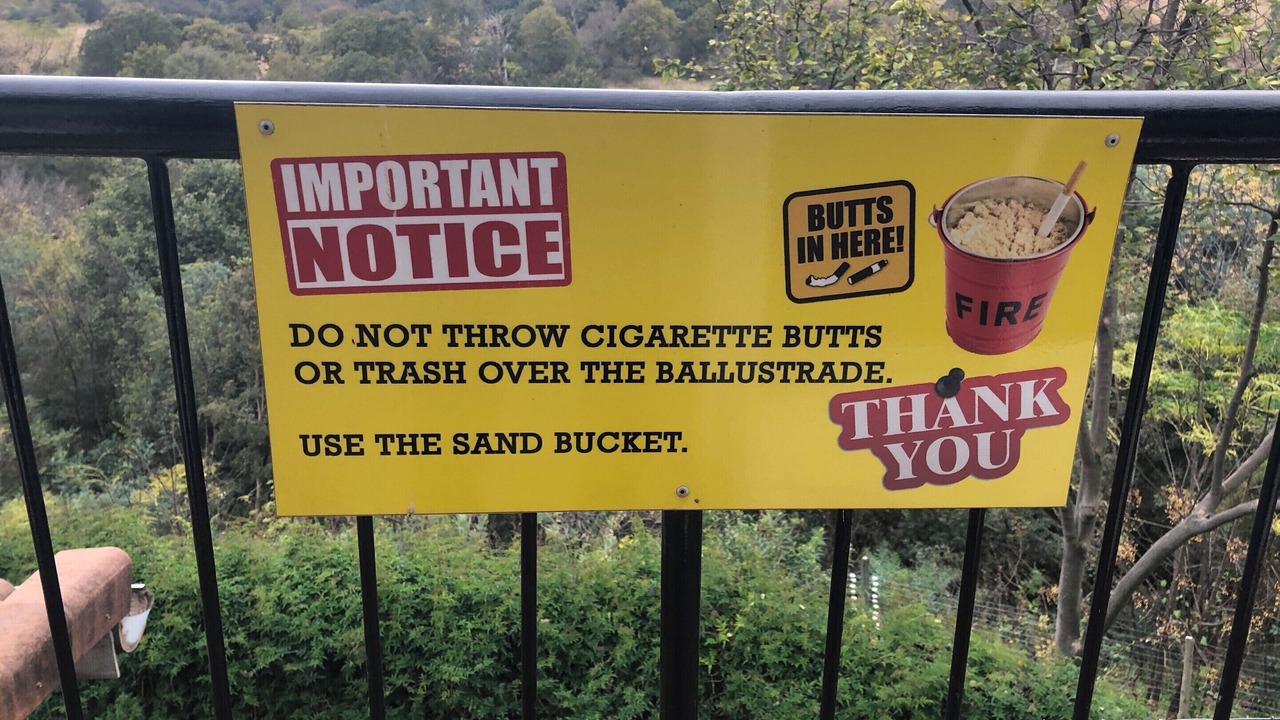 IMPORTANT
NOTICE
BUTTS
IN HERE!
FIRE
DO NOT THROW CIGARETTE BUTTS
OR TRASH OVER THE BALLUSTRADE.
USE THE SAND BUCKET.
THANK
YOU